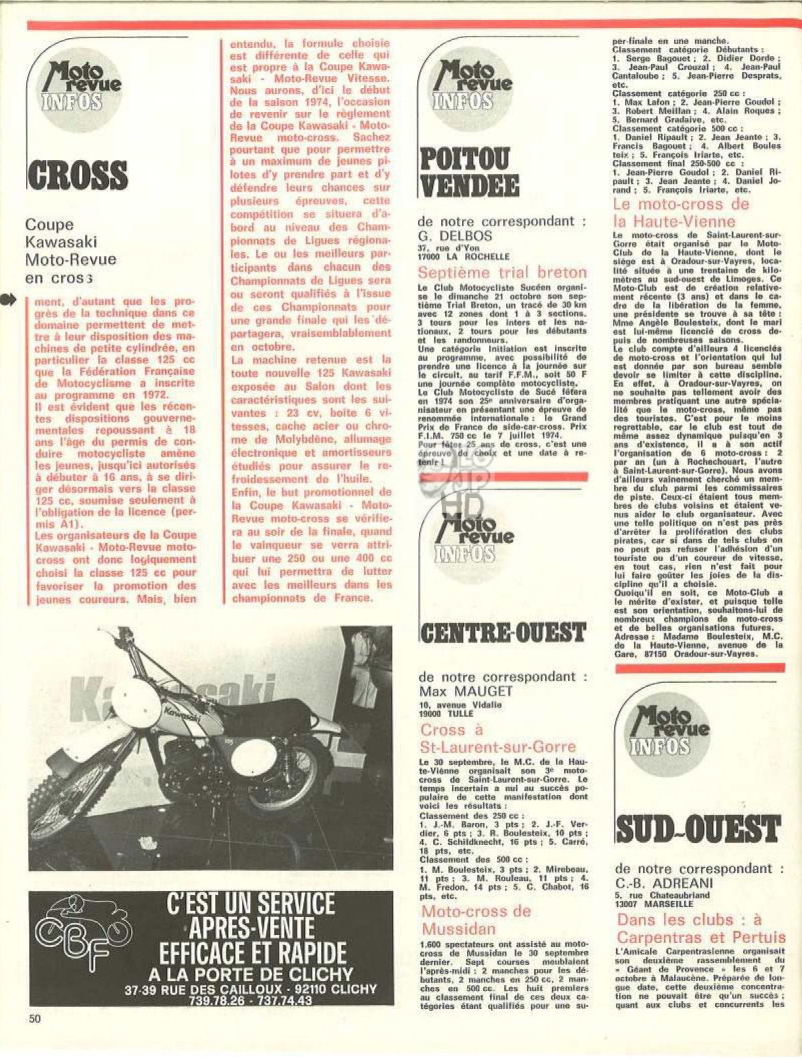 Moto
revue
INFOS
CROSS
Coupe
Kawasaki
Moto-Revue
en cross
ment, d'autant que les pro-
grès de la technique dans ce
domaine permettent de met-
tre à leur disposition des ma-
chines de petite cylindrée, en
particulier la classe 125 cc
que la Fédération Française
de Motocyclisme a inscrite
au programme en 1972.
Il est évident que les récen-
tes dispositions gouverne-
mentales repoussant à 18
ans l'âge du permis de con-
duire motocycliste amène
les jeunes, jusqu'ici autorisés
à débuter à 16 ans, à se diri-
ger désormais vers la classe
125 cc, soumise seulement à
l'obligation de la licence (per-
mis A1).
Les organisateurs de la Coupe
Kawasaki - Moto-Revue moto-
cross ont donc logiquement
choisi la classe 125 cc pour
favoriser la promotion des
jeunes coureurs. Mais, bien
entendu, la formule choisie
est différente de celle qui
est propre à la Coupe Kawa-
saki - Moto-Revue Vitesse.
Nous aurons, d'ici le début
de la saison 1974, l'occasion
de revenir sur le règlement
de la Coupe Kawasaki - Moto-
Revue moto-cross. Sachez
pourtant que pour permettre
à un maximum de jeunes pi-
lotes d'y prendre part et d'y
défendre leurs chances sur
plusieurs épreuves, cette
compétition se situera d'a-
bord au niveau des Cham-
pionnats de Ligues régiona-
les. Le ou les meilleurs par-
ticipants dans chacun des
Championnats de Ligues sera
ou seront qualifiés à l'issue
de ces Championnats pour
une grande finale qui les dé-
partagera, vraisemblablement
en octobre.
La machine retenue est la
toute nouvelle 125 Kawasaki
exposée au Salon dont les
caractéristiques sont les sui-
vantes : 23 cv, boîte 6 vi-
tesses, cadre acier ou chro-
me de Molybdène, allumage
électronique et amortisseurs
étudiés pour assurer le re-
froidessement de l'huile.
Enfin, le but promotionnel de
la Coupe Kawasaki - Moto-
Revue moto-cross se vérifie-
ra au soir de la finale, quand
le vainqueur se verra attri-
buer une 250 ou une 400 cc
qui lui permettra de lutter
avec les meilleurs dans les
championnats de France.
Kawasaki
Kawasaki
125
CBF
C'EST UN SERVICE
APRES-VENTE
EFFICACE ET RAPIDE
A LA PORTE DE CLICHY
37-39 RUE DES CAILLOUX - 92110 CLICHY
739.78.26 - 737.74.43
50
Moto
revue
INFOS
POITOU
VENDEE
de notre correspondant :
G. DELBOS
37, rue d'Yon
17000 LA ROCHELLE
Septième trial breton
Le Club Motocycliste Sucéen organi-
se le dimanche 21 octobre son sep-
tième Trial Breton, un tracé de 30 km
avec 12 zones dont 1 à 3 sections.
3 tours pour les inters et les na-
tionaux, 2 tours pour les débutants
et les randonneurs.
Une catégorie Initiation est inscrite
au programme, avec possibilité de
prendre une licence à la journée sur
le circuit, au tarif F.F.M., soit 50 F
une journée complète motocycliste.
Le Club Motocycliste de Sucé fêtera
en 1974 son 25e anniversaire d'orga-
nisateur en présentant une épreuve de
renommée internationale : le Grand
Prix de France de side-car-cross. Prix
F.I.M. 750 cc le 7 juillet 1974.
Pour fêter 25 ans de cross, c'est une
épreuve de choix et une date à re-
tenir !
Moto
revue
INFOS
CENTRE-OUEST
de notre correspondant :
Max MAUGET
10, avenue Vidalie
19000 TULLE
Cross à
St-Laurent-sur-Gorre
Le 30 septembre, le M.C. de la Hau-
te-Vienne organisait son 3e moto-
cross de Saint-Laurent-sur-Gorre. Le
temps incertain a nui au succès po-
pulaire de cette manifestation dont
voici les résultats :
Classement des 250 cc :
1. J.-M. Baron, 3 pts ; 2. J.-F. Ver-
dier, 6 pts ; 3. R. Boulesteix, 10 pts ;
4. C. Schildknecht, 16 pts ; 5. Carré,
18 pts, etc.
Classement des 500 cc :
1. M. Boulesteix, 3 pts ; 2. Mirebeau,
11 pts ; 3. M. Rouleau, 11 pts ; 4.
M. Fredon, 14 pts ; 5. C. Chabot, 16
pts, etc.
Moto-cross de
Mussidan
1.600 spectateurs ont assisté au moto-
cross de Mussidan le 30 septembre
dernier. Sept courses meublaient
l'après-midi : 2 manches pour les dé-
butants, 2 manches en 250 cc, 2 man-
ches en 500 cc. Les huit premiers
au classement final de ces deux ca-
tégories étant qualifiés pour une su-
per-finale en une manche.
Classement catégorie Débutants :
1. Serge Bagouet ; 2. Didier Dorde ;
3. Jean-Paul Crouzal ; 4. Jean-Paul
Cantaloube ; 5. Jean-Pierre Desprats,
etc.
Classement catégorie 250 cc :
1. Max Lafon ; 2. Jean-Pierre Goudol ;
3. Robert Meillan ; 4. Alain Roques ;
5. Bernard Gradaive, etc.
Classement catégorie 500 cc :
1. Daniel Ripault ; 2. Jean Jeante ; 3.
Francis Bagouet ; 4. Albert Boules
teix ; 5. François Iriarte, etc.
Classement final 250-500 cc :
1. Jean-Pierre Goudol ; 2. Daniel Ri-
pault ; 3. Jean Jeante ; 4. Daniel Jo-
rand ; 5. François Iriarte, etc.
Le moto-cross de
la Haute-Vienne
Le moto-cross de Saint-Laurent-sur-
Gorre était organisé par le Moto-
Club de la Haute-Vienne, dont le
siège est à Oradour-sur-Vayres, loca-
lité située à une trentaine de kilo-
mètres au sud-ouest de Limoges. Ce
Moto-Club est de création relative-
ment récente (3 ans) et dans le ca-
dre de la libération de la femme,
une présidente se trouve à sa tête :
Mme Angèle Boulesteix, dont le mari
est lui-même licencié de cross de-
puis de nombreuses saisons.
Le club compte d'ailleurs 4 licenciés
de moto-cross et l'orientation qui lui
est donnée par son bureau semble
devoir se limiter à cette discipline.
En effet, à Oradour-sur-Vayres, on
ne souhaite pas tellement avoir des
membres pratiquant une autre spécia-
lité que le moto-cross, même pas
des touristes. C'est pour le moins
regrettable, car le club est tout de
même assez dynamique puisqu'en 3
ans d'existence, il a à son actif
l'organisation de 6 moto-cross : 2
par an (un à Rochechouart, l'autre
à Saint-Laurent-sur-Gorre). Nous avons
d'ailleurs vainement cherché un mem-
bre du club parmi les commissaires
de piste. Ceux-ci étaient tous mem-
bres de clubs voisins et étaient ve-
nus aider le club organisateur. Avec
une telle politique on n'est pas près
d'arrêter la prolifération des clubs
pirates, car si dans de tels clubs on
ne peut pas refuser l'adhésion d'un
touriste ou d'un coureur de vitesse,
en tout cas, rien n'est fait pour
lui faire goûter les joies de la dis-
cipline qu'il a choisie.
Quoiqu'il en soit, ce Moto-Club a
le mérite d'exister, et puisque telle
est son orientation, souhaitons-lui de
nombreux champions de moto-cross
et de belles organisations futures.
Adresse : Madame Boulesteix, M.C.
de la Haute-Vienne, avenue de la
Gare, 87150 Oradour-sur-Vayres.
Moto
revue
INFOS
SUD-OUEST
de notre correspondant :
C.-B. ADREANI
5, rue Chateaubriand
13007 MARSEILLE
Dans les clubs : à
Carpentras et Pertuis
L'Amicale Carpentrasienne organisait
son deuxième rassemblement du
« Géant de Provence » les 6 et 7
octobre à Malaucène. Préparée de lon-
gue date, cette deuxième concentra-
tion ne pouvait être qu'un succès ;
quant aux clubs et concurrents les